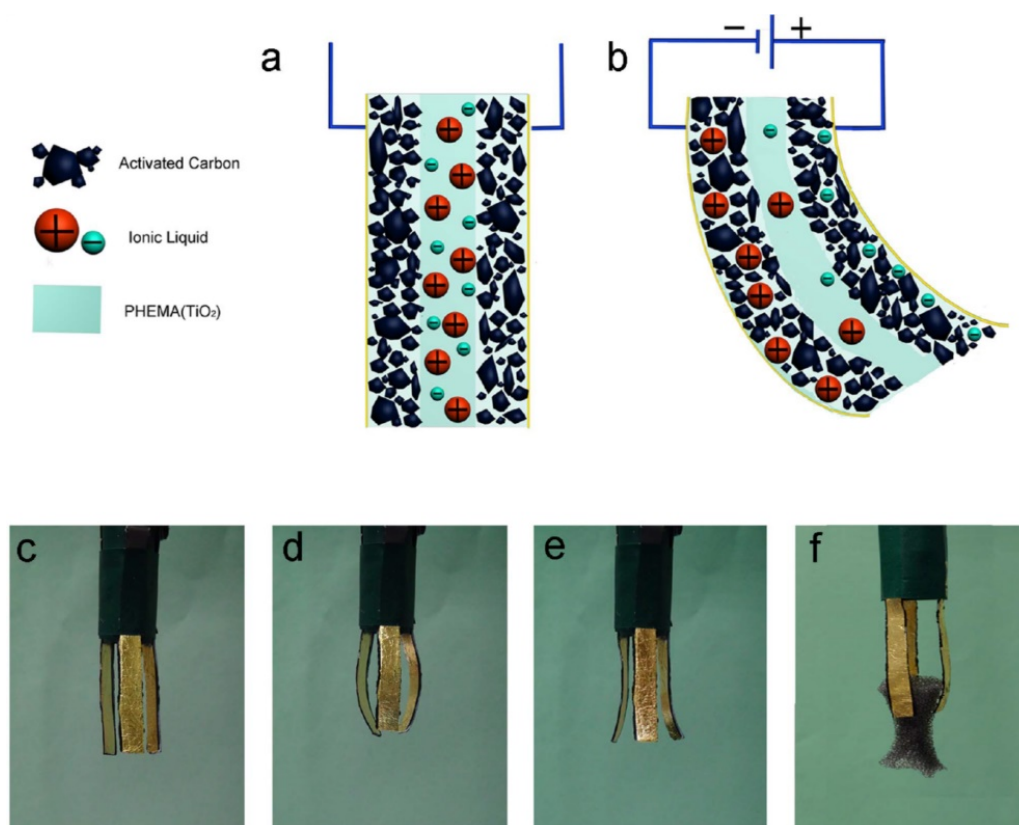 a
b
− +
Activated Carbon
Ionic Liquid
PHEMA(TiO₂)
c
d
e
f